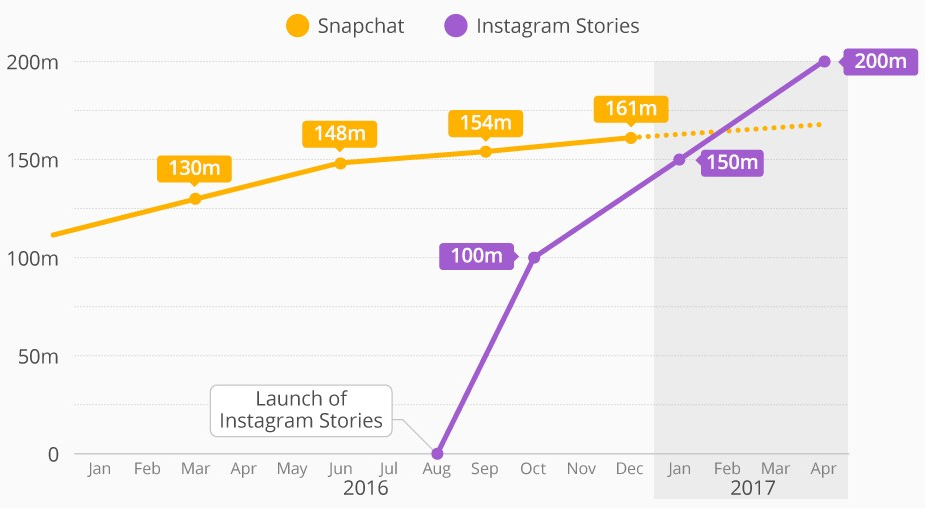 Snapchat Instagram Stories
200m
200m
161m
154m
148m
150m
130m
150m
100m
100m
50m
Launch of
Instagram Stories
0
Jan Feb Mar Apr May Jun Jul Aug Sep Oct Nov Dec Jan Feb Mar Apr
2016 2017